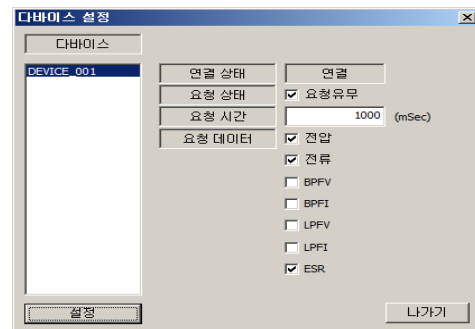 다바이스 설정
다바이스
DEVICE_001
연결 상태 연결
요청 상태 요청유무
요청 시간 1000 (mSec)
요청 데이터 전압
전류
BPFV
BPFI
LPFV
LPFI
ESR
설정 나가기